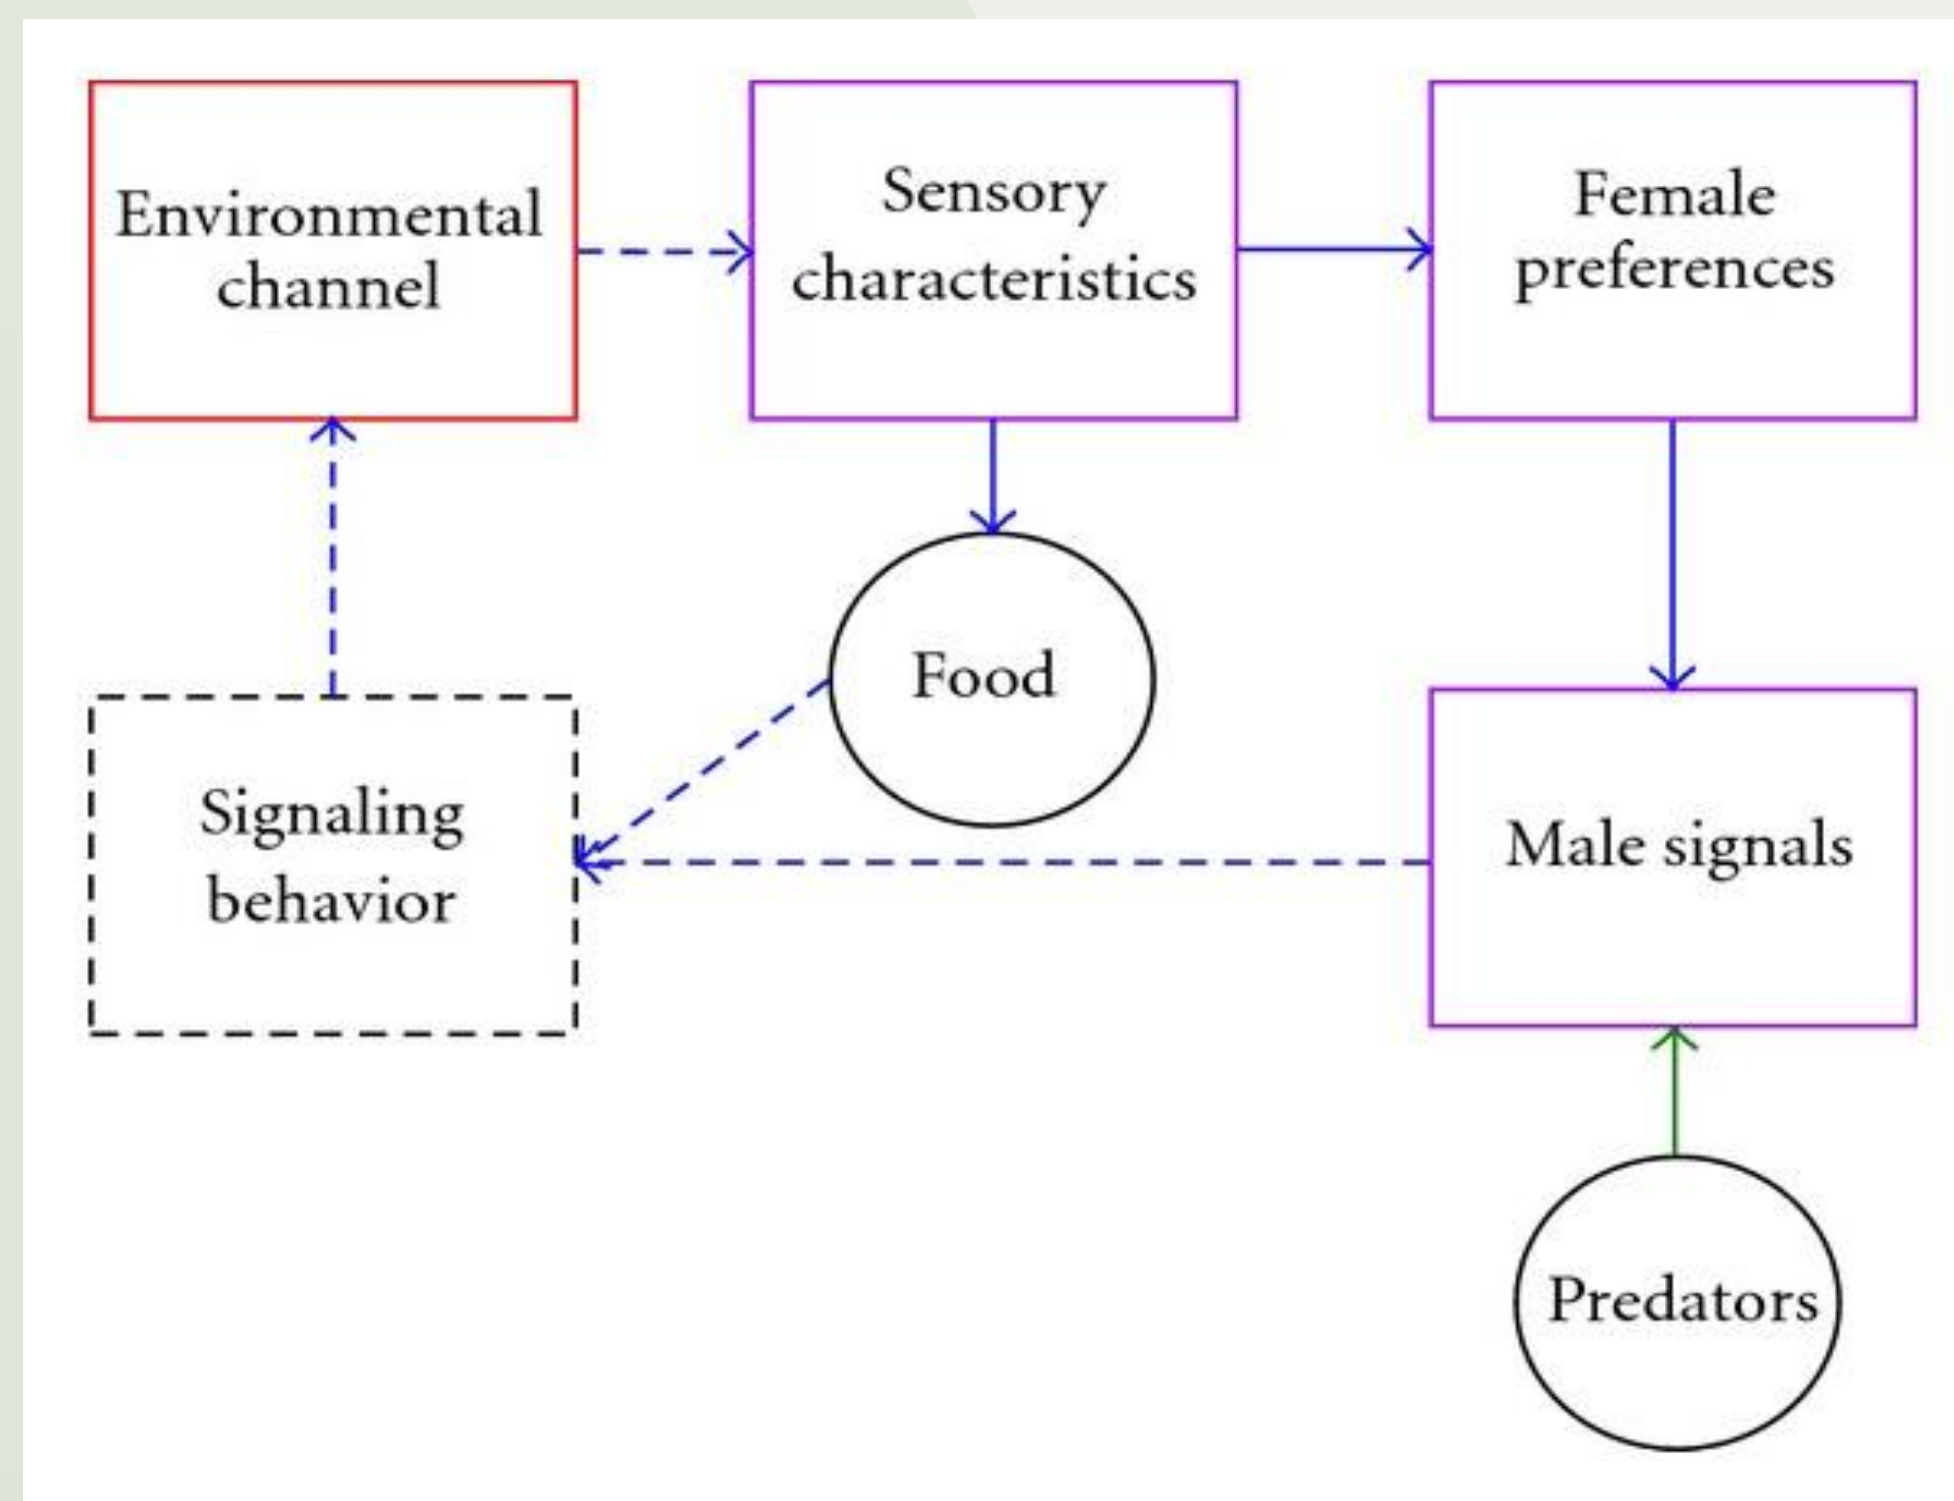 Environmental
channel
Sensory
characteristics
Female
preferences
Food
Signaling
behavior
Male signals
Predators